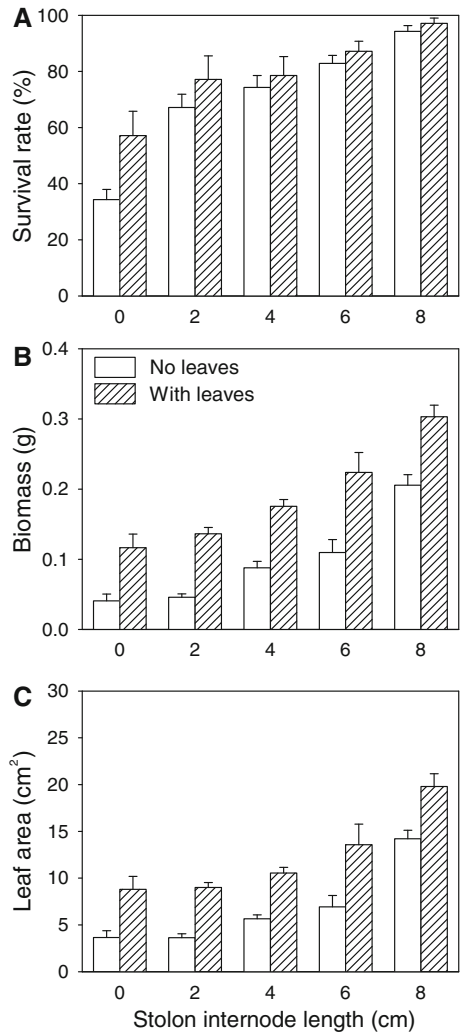 A
Survival rate (%)
100
80
60
40
20
0
0 2 4 6 8
B
No leaves
With leaves
Biomass (g)
0.4
0.3
0.2
0.1
0.0
0 2 4 6 8
C
Leaf area (cm²)
30
25
20
15
10
5
0
0 2 4 6 8
Stolon internode length (cm)